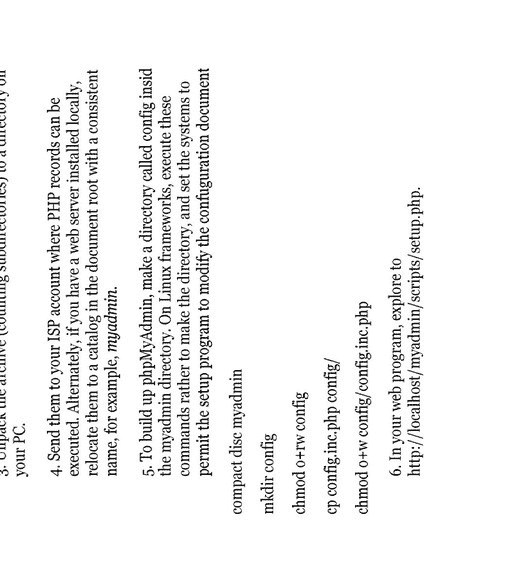 3. Unpack the archive (counting subdirectories) to a directory on
your PC.
4. Send them to your ISP account where PHP records can be
executed. Alternately, if you have a web server installed locally,
relocate them to a catalog in the document root with a consistent
name, for example, myadmin.
5. To build up phpMyAdmin, make a directory called config insid
the myadmin directory. On Linux frameworks, execute these
commands rather to make the directory, and set the systems to
permit the setup program to modify the confuguration document
compact disc myadmin
mkdir config
chmod o+rw config
cp config.inc.php config/
chmod o+w config/config.inc.php
6. In your web program, explore to
http://localhost/myadmin/scripts/setup.php.